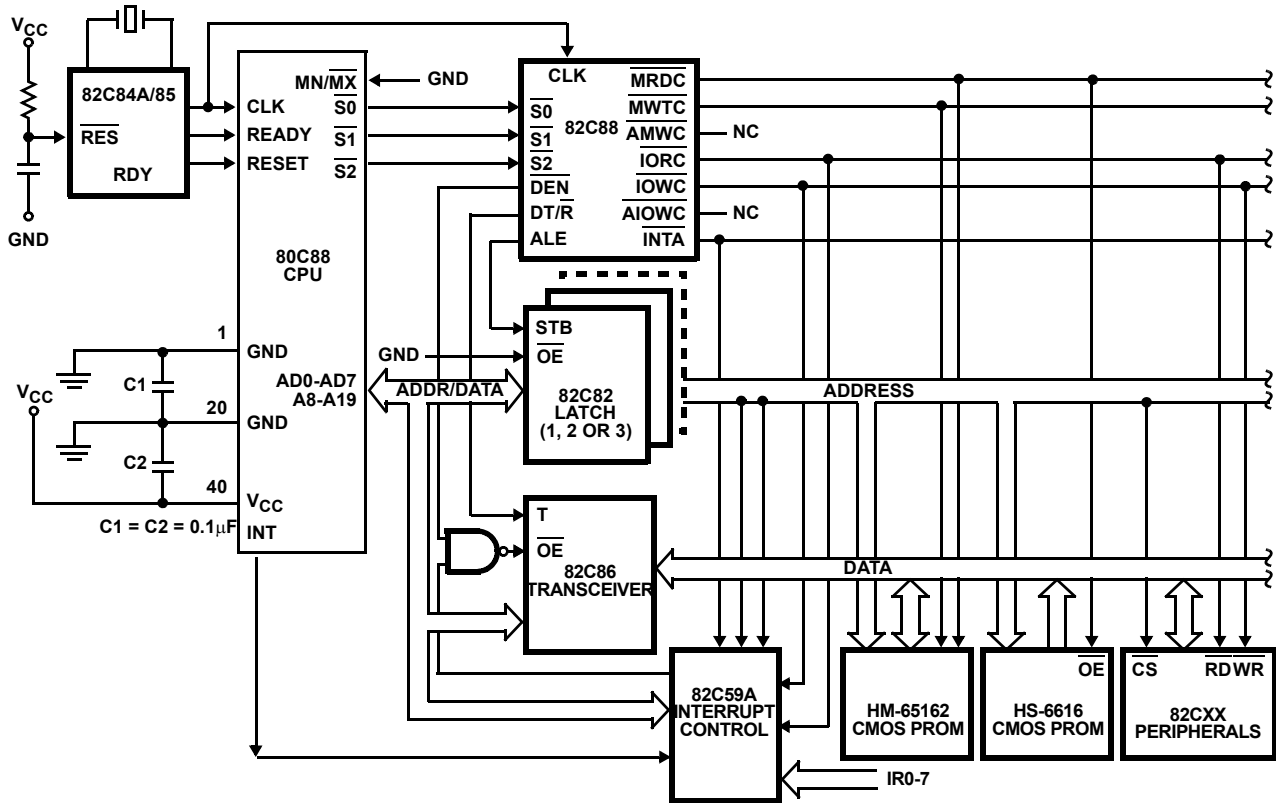 VCC
GND
82C84A/85
RES
RDY
MN/MX
GND
CLK
S0
READY
S1
RESET
S2
80C88
CPU
1
GND
C1
AD0-AD7
A8-A19
VCC
20
GND
C2
40
VCC
C1 = C2 = 0.1μF
INT
CLK
MRDC
MWTC
S0
82C88
AMWC
NC
S1
S2
IORC
DEN
IOWC
DT/R
AIOWC
NC
ALE
INTA
STB
GND
OE
ADDR/DATA
82C82
LATCH
(1, 2 OR 3)
ADDRESS
T
OE
82C86
TRANSCEIVER
DATA
82C59A
INTERRUPT
CONTROL
IR0-7
HM-65162
CMOS PROM
OE
HS-6616
CMOS PROM
CS
RD WR
82CXX
PERIPHERALS